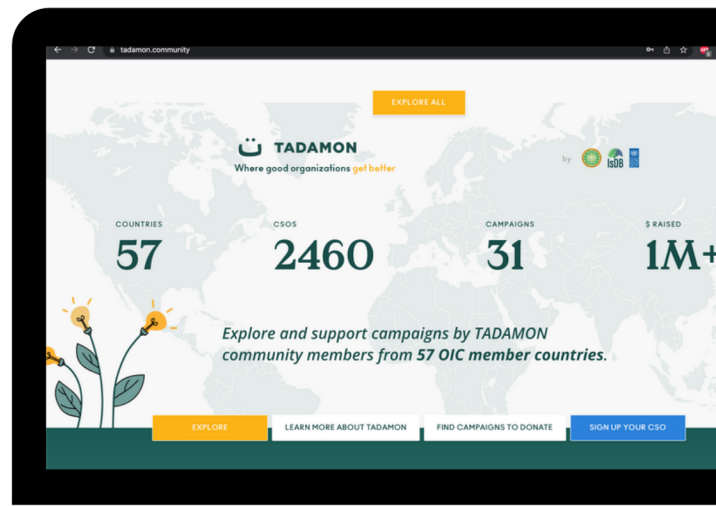 tadamon.community
EXPLORE ALL
TADAMON
Where good organizations get better
by
IsDB
COUNTRIES
57
CSOS
2460
CAMPAIGNS
31
$ RAISED
1M+
Explore and support campaigns by TADAMON
community members from 57 OIC member countries.
EXPLORE
LEARN MORE ABOUT TADAMON
FIND CAMPAIGNS TO DONATE
SIGN UP YOUR CSO